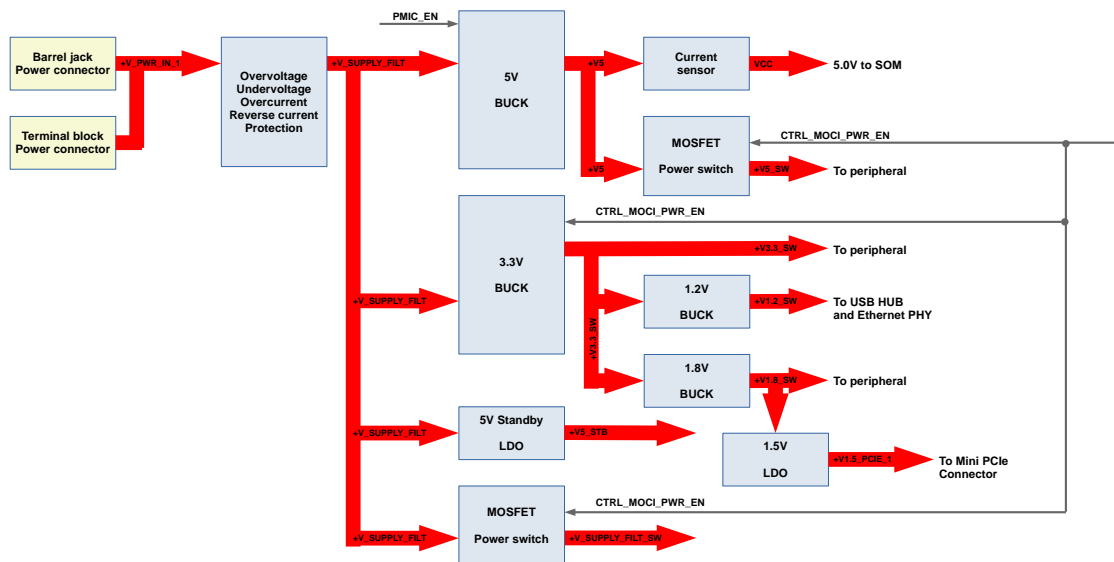 PMIC_EN
Barrel jack
Power connector
+V_PWR_IN_1
Terminal block
Power connector
Overvoltage
Undervoltage
Overcurrent
Reverse current
Protection
+V_SUPPLY_FILT
5V
BUCK
+V5
Current
sensor
VCC
5.0V to SOM
+V5
MOSFET
Power switch
CTRL_MOCI_PWR_EN
+V5_SW
To peripheral
+V_SUPPLY_FILT
3.3V
BUCK
CTRL_MOCI_PWR_EN
+V3.3_SW
To peripheral
+V3.3_SW
1.2V
BUCK
+V1.2_SW
To USB HUB
and Ethernet PHY
1.8V
BUCK
+V1.8_SW
To peripheral
+V_SUPPLY_FILT
5V Standby
LDO
+V5_STB
1.5V
LDO
+V1.5_PCIE_1
To Mini PCIe
Connector
+V_SUPPLY_FILT
MOSFET
Power switch
CTRL_MOCI_PWR_EN
+V_SUPPLY_FILT_SW